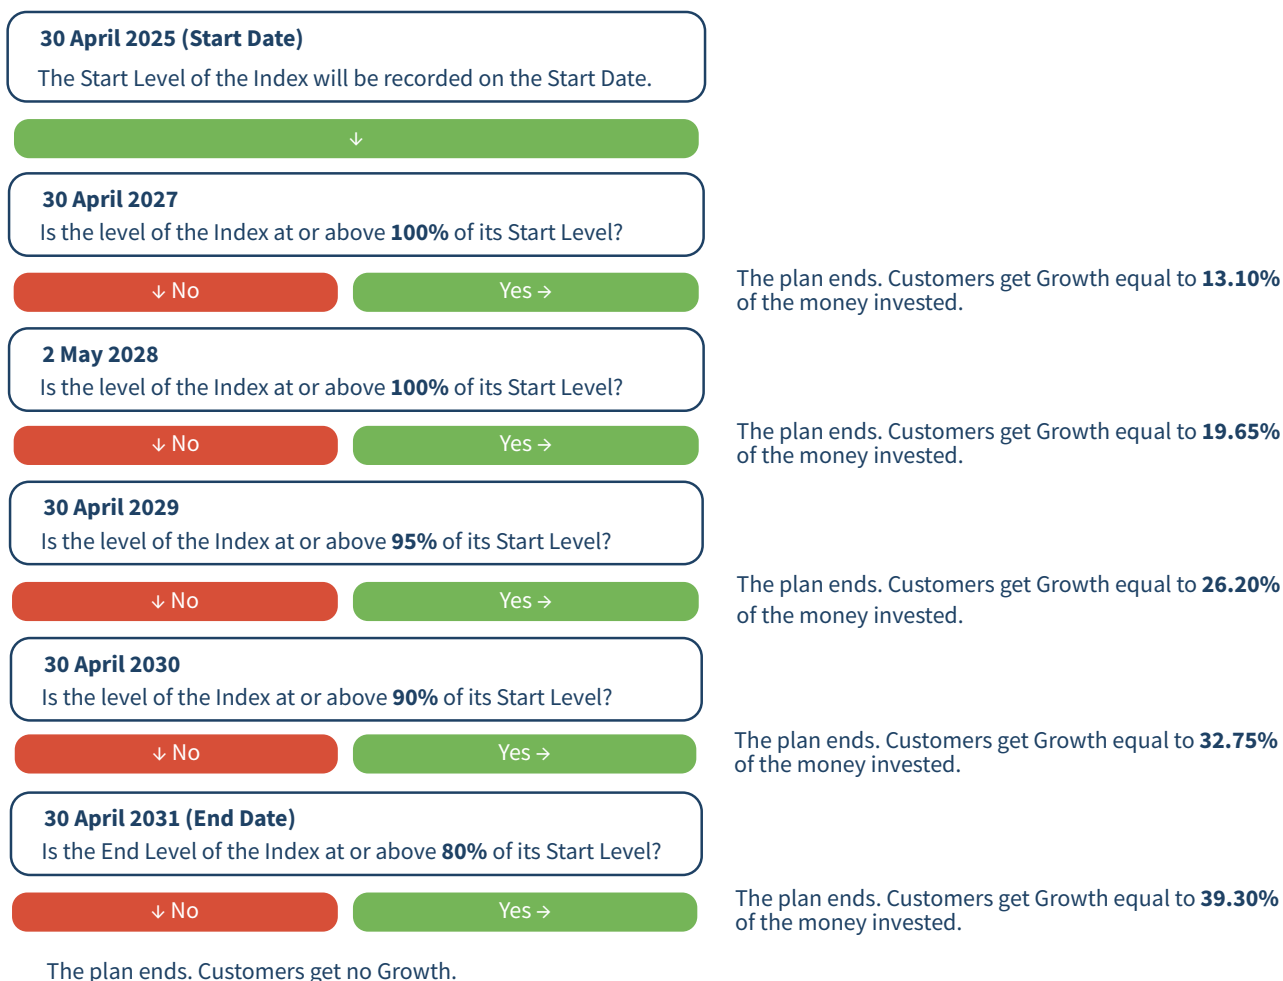 30 April 2025 (Start Date)
The Start Level of the Index will be recorded on the Start Date.
↓
30 April 2027
Is the level of the Index at or above 100% of its Start Level?
↓ No
Yes →
The plan ends. Customers get Growth equal to 13.10%
of the money invested.
2 May 2028
Is the level of the Index at or above 100% of its Start Level?
↓ No
Yes →
The plan ends. Customers get Growth equal to 19.65%
of the money invested.
30 April 2029
Is the level of the Index at or above 95% of its Start Level?
↓ No
Yes →
The plan ends. Customers get Growth equal to 26.20%
of the money invested.
30 April 2030
Is the level of the Index at or above 90% of its Start Level?
↓ No
Yes →
The plan ends. Customers get Growth equal to 32.75%
of the money invested.
30 April 2031 (End Date)
Is the End Level of the Index at or above 80% of its Start Level?
↓ No
Yes →
The plan ends. Customers get Growth equal to 39.30%
of the money invested.
The plan ends. Customers get no Growth.